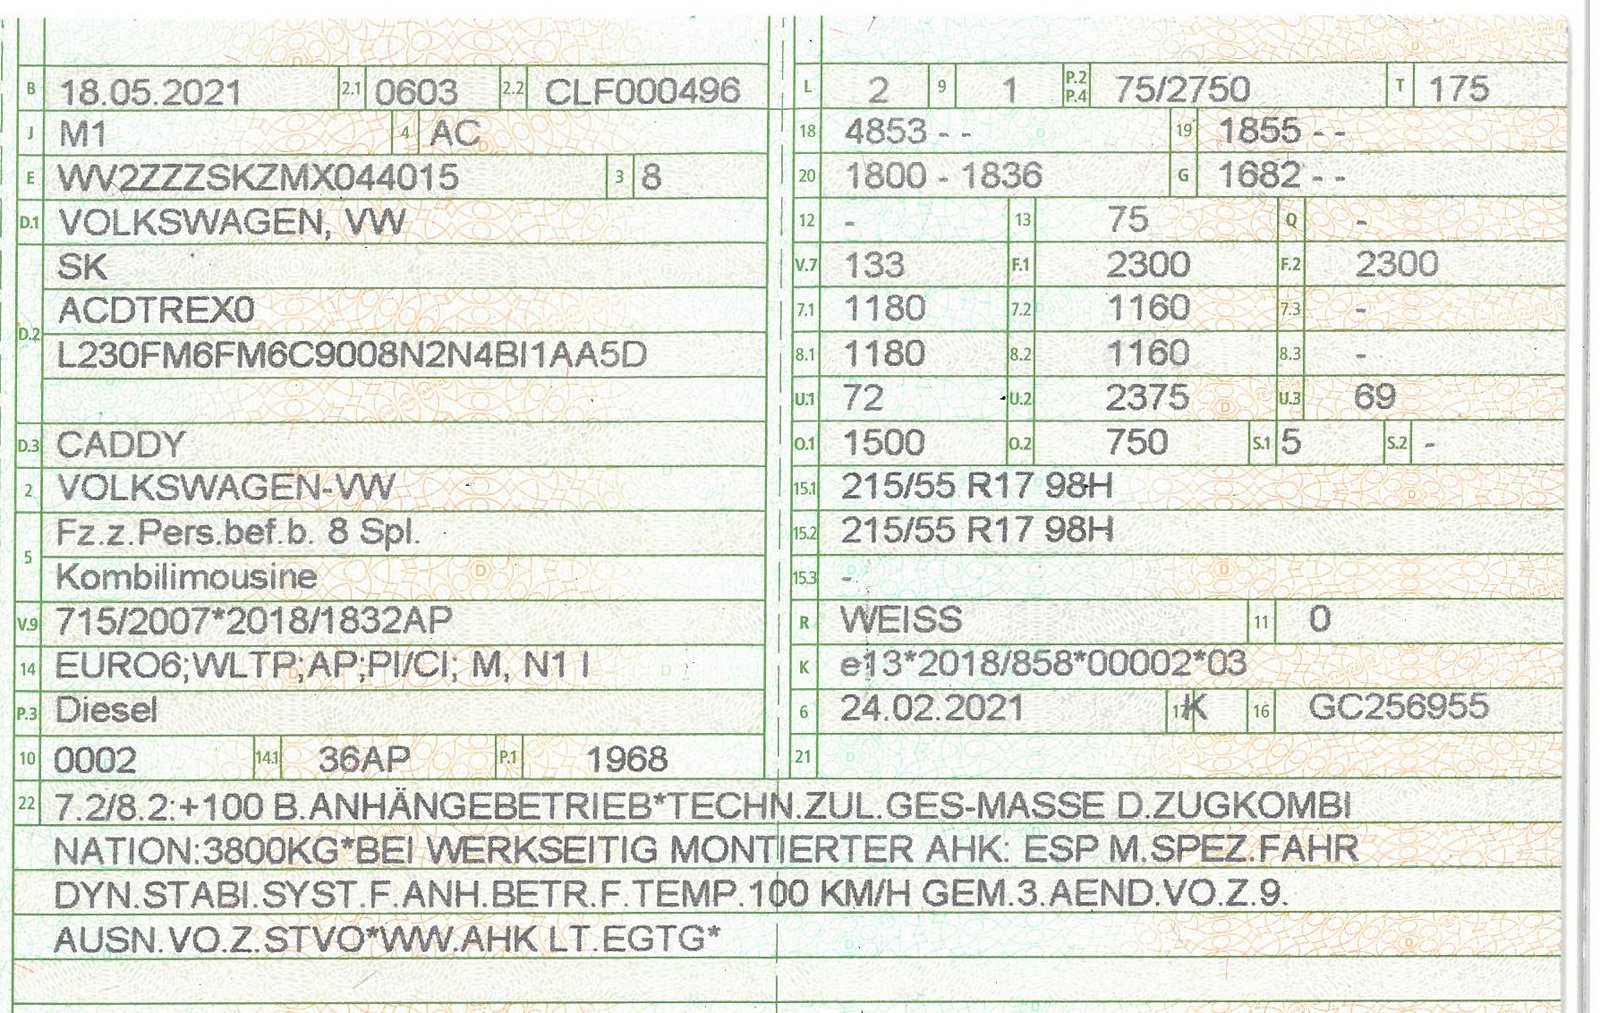 B 18.05.2021 2.1 0603 2.2 CLF000496
J M1 4 AC
E WV2ZZZSKZMX044015 3 8
D.1 VOLKSWAGEN, VW
SK
D.2 ACDTREX0
L230FM6FM6C9008N2N4BI1AA5D
D.3 CADDY
2 VOLKSWAGEN-VW
5 Fz.z.Pers.bef.b. 8 Spl.
Kombilimousine
V.9 715/2007*2018/1832AP
14 EURO6;WLTP;AP;PI/CI; M, N1 I
P.3 Diesel
10 0002 14.1 36AP P.1 1968
L 2 9 1 P.2 P.4 75/2750 T 175
18 4853 - - 19 1855 - -
20 1800 - 1836 G 1682 - -
12 - 13 75 Q -
V.7 133 F.1 2300 F.2 2300
7.1 1180 7.2 1160 7.3 -
8.1 1180 8.2 1160 8.3 -
U.1 72 U.2 2375 U.3 69
O.1 1500 O.2 750 S.1 5 S.2 -
15.1 215/55 R17 98H
15.2 215/55 R17 98H
15.3 -
R WEISS 11 0
K e13*2018/858*00002*03
6 24.02.2021 17 K 16 GC256955
21
22 7.2/8.2:+100 B.ANHÄNGEBETRIEB*TECHN.ZUL.GES-MASSE D.ZUGKOMBI
NATION:3800KG*BEI WERKSEITIG MONTIERTER AHK: ESP M.SPEZ.FAHR
DYN.STABI.SYST.F.ANH.BETR.F.TEMP.100 KM/H GEM.3.AEND.VO.Z.9.
AUSN.VO.Z.STVO*WW.AHK LT.EGTG*